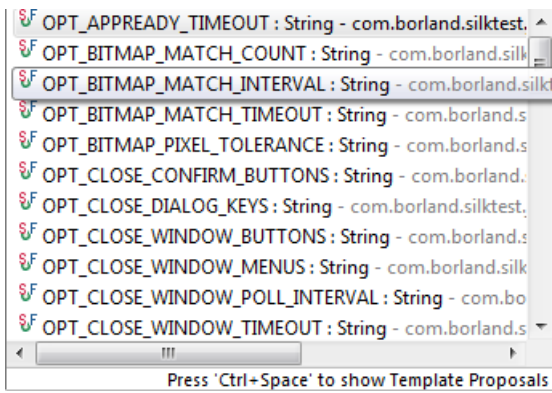 OPT_APPREADY_TIMEOUT : String - com.borland.silktest.
OPT_BITMAP_MATCH_COUNT : String - com.borland.silk
OPT_BITMAP_MATCH_INTERVAL : String - com.borland.silkt
OPT_BITMAP_MATCH_TIMEOUT : String - com.borland.s
OPT_BITMAP_PIXEL_TOLERANCE : String - com.borland.s
OPT_CLOSE_CONFIRM_BUTTONS : String - com.borland.
OPT_CLOSE_DIALOG_KEYS : String - com.borland.silktest.
OPT_CLOSE_WINDOW_BUTTONS : String - com.borland.s
OPT_CLOSE_WINDOW_MENUS : String - com.borland.silk
OPT_CLOSE_WINDOW_POLL_INTERVAL : String - com.bo
OPT_CLOSE_WINDOW_TIMEOUT : String - com.borland.s
Press 'Ctrl+Space' to show Template Proposals